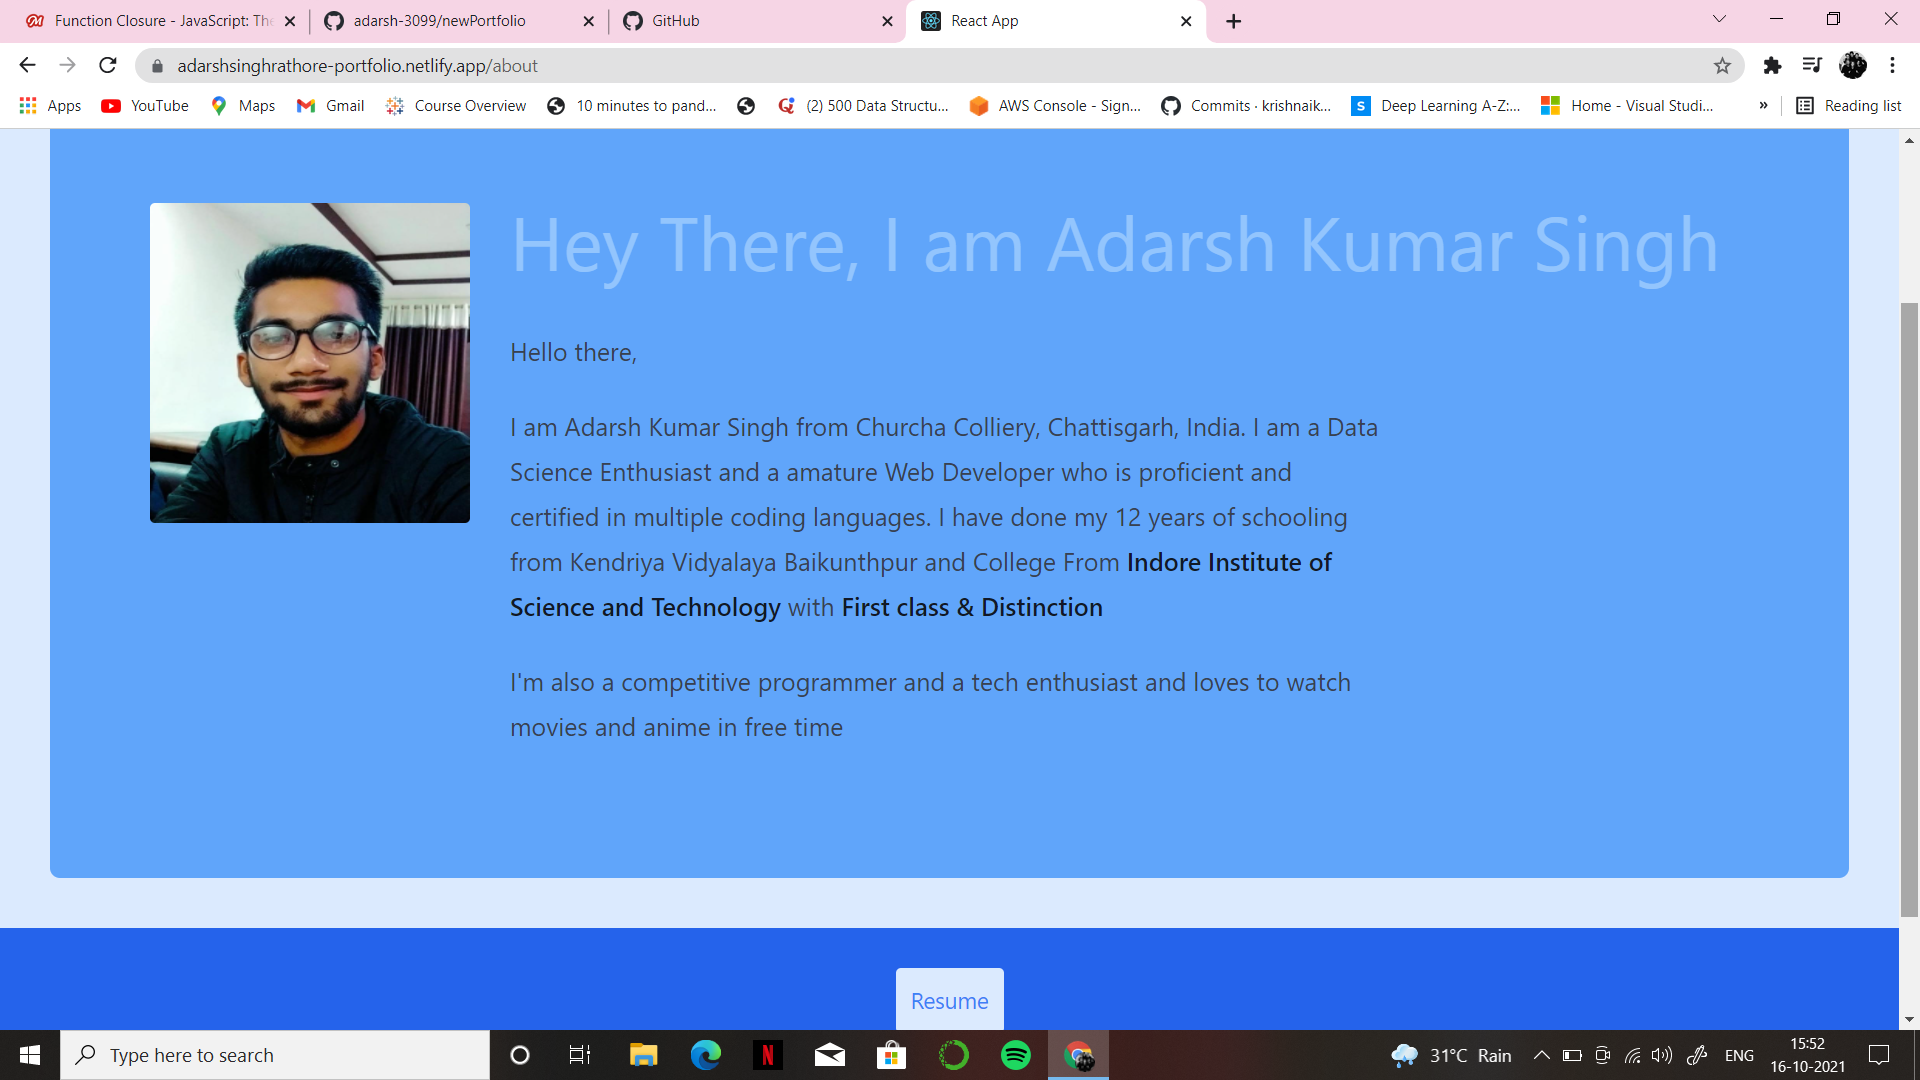 Function Closure - JavaScript: The
adarsh-3099/newPortfolio
GitHub
React App
adarshsinghrathore-portfolio.netlify.app/about
Apps
YouTube
Maps
Gmail
Course Overview
10 minutes to pand...
(2) 500 Data Structu...
AWS Console - Sign...
Commits · krishnaik...
S
Deep Learning A-Z:...
Home - Visual Studi...
»
Reading list
Hey There, I am Adarsh Kumar Singh
Hello there,
I am Adarsh Kumar Singh from Churcha Colliery, Chattisgarh, India. I am a Data
Science Enthusiast and a amature Web Developer who is proficient and
certified in multiple coding languages. I have done my 12 years of schooling
from Kendriya Vidyalaya Baikunthpur and College From Indore Institute of
Science and Technology with First class & Distinction
I'm also a competitive programmer and a tech enthusiast and loves to watch
movies and anime in free time
Resume
Type here to search
N
31°C Rain
ENG
15:52
16-10-2021